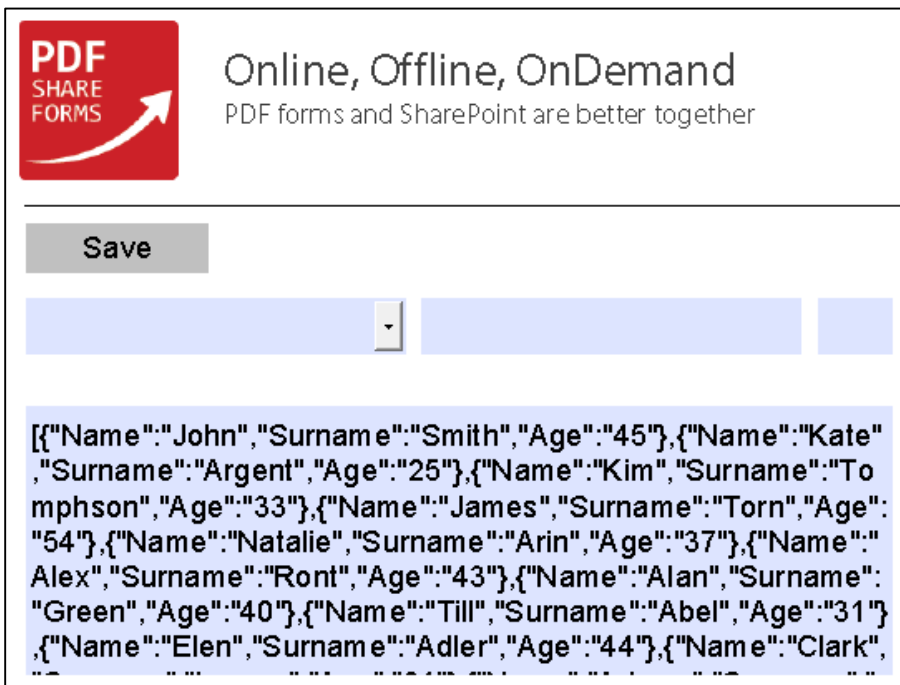 PDF
SHARE
FORMS
Online, Offline, OnDemand
PDF forms and SharePoint are better together
Save
[{"Name":"John","Surname":"Smith","Age":"45"},{"Name":"Kate"
,"Surname":"Argent","Age":"25"},{"Name":"Kim","Surname":"To
mphson","Age":"33"},{"Name":"James","Surname":"Torn","Age":
"54"},{"Name":"Natalie","Surname":"Arin","Age":"37"},{"Name":"
Alex","Surname":"Ront","Age":"43"},{"Name":"Alan","Surname":
"Green","Age":"40"},{"Name":"Till","Surname":"Abel","Age":"31"}
,{"Name":"Elen","Surname":"Adler","Age":"44"},{"Name":"Clark",